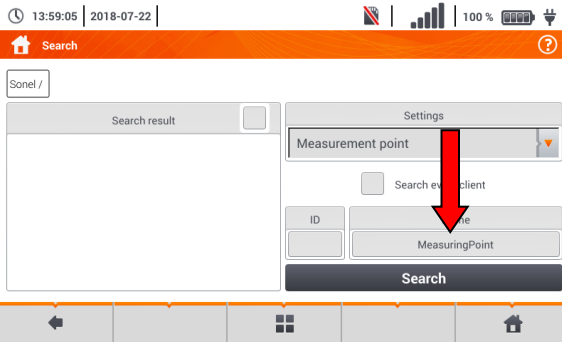 13:59:05 2018-07-22 100 %
Search
Sonel /
Search result
Settings
Measurement point
Search client
ID
MeasuringPoint
Search